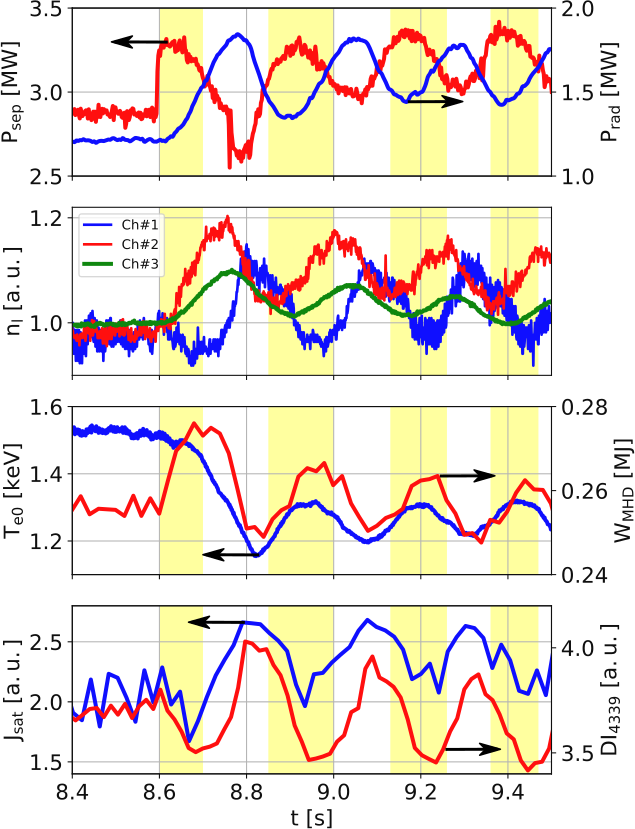 3.5
3.0
2.5
P_sep [MW]
2.0
1.5
1.0
P_rad [MW]
1.2
1.0
n_li [a. u.]
Ch#1
Ch#2
Ch#3
1.6
1.4
1.2
T_e0 [keV]
0.28
0.26
0.24
W_MHD [MJ]
2.5
2.0
1.5
J_sat [a. u.]
4.0
3.5
DI_4339 [a. u.]
8.4 8.6 8.8 9.0 9.2 9.4
t [s]